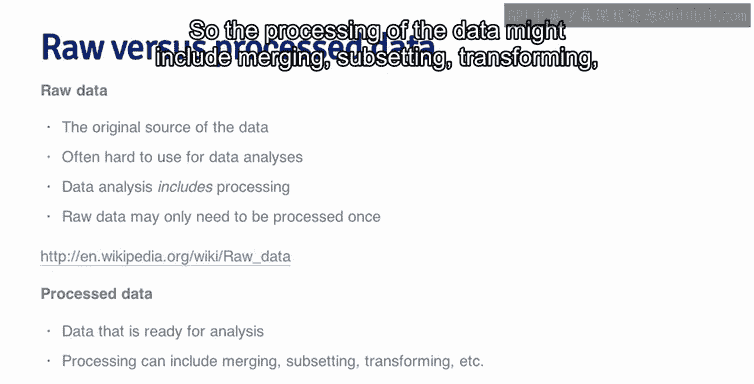 So the processing of the data might
include merging, subsetting, transforming,
Raw versus processed data
Raw data
· The original source of the data
· Often hard to use for data analyses
· Data analysis includes processing
· Raw data may only need to be processed once
http://en.wikipedia.org/wiki/Raw_data
Processed data
· Data that is ready for analysis
· Processing can include merging, subsetting, transforming, etc.